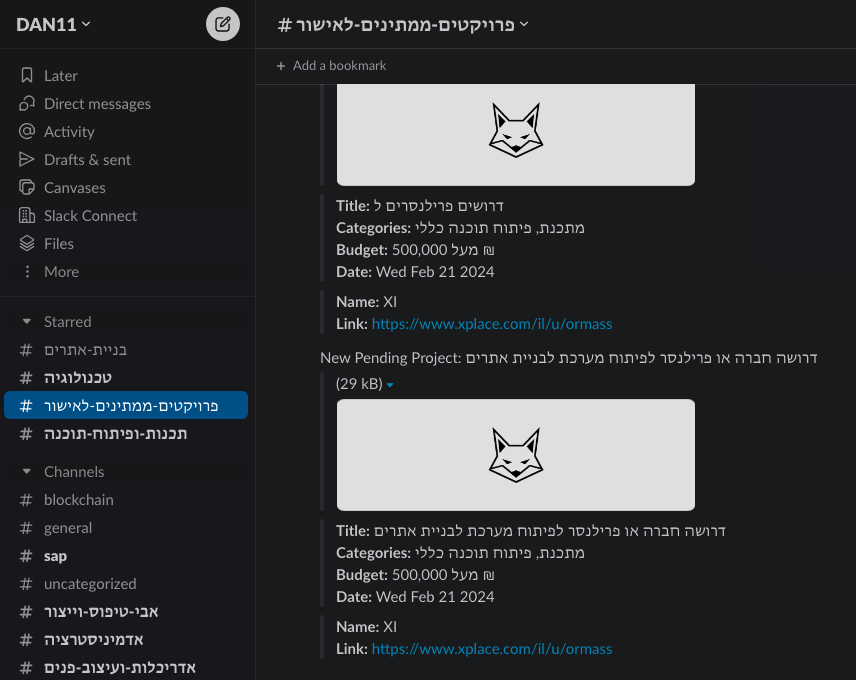 DAN11
Later
Direct messages
Activity
Drafts & sent
Canvases
Slack Connect
Files
More
Starred
# בניית-אתרים
# טכנולוגיה
# פרויקטים-ממתינים-לאישור
# תכנות-ופיתוח-תוכנה
Channels
# blockchain
# general
# sap
# uncategorized
# אבי-טיפוס-וייצור
# אדמיניסטרציה
# אדריכלות-ועיצוב-פנים
# פרויקטים-ממתינים-לאישור
+ Add a bookmark
Title: דרושים פרילנסרים ל
Categories: מתכנת, פיתוח תוכנה כללי
Budget: מעל 500,000 ₪
Date: Wed Feb 21 2024
Name: XI
Link: https://www.xplace.com/il/u/ormass
New Pending Project: דרושה חברה או פרילנסר לפיתוח מערכת לבניית אתרים
(29 kB)
Title: דרושה חברה או פרילנסר לפיתוח מערכת לבניית אתרים
Categories: מתכנת, פיתוח תוכנה כללי
Budget: מעל 500,000 ₪
Date: Wed Feb 21 2024
Name: XI
Link: https://www.xplace.com/il/u/ormass